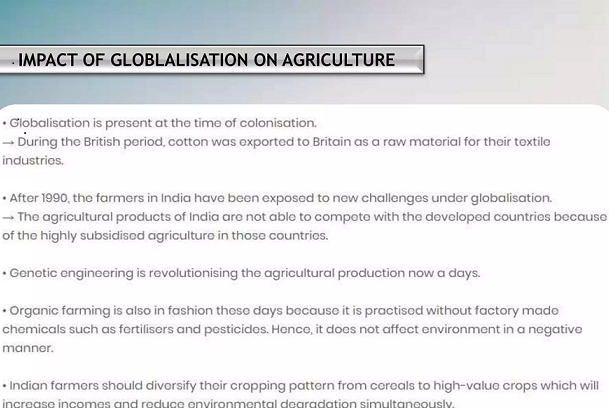 . IMPACT OF GLOBLALISATION ON AGRICULTURE
• Globalisation is present at the time of colonisation.
→ During the British period, cotton was exported to Britain as a raw material for their textile
industries.
• After 1990, the farmers in India have been exposed to new challenges under globalisation.
→ The agricultural products of India are not able to compete with the developed countries because
of the highly subsidised agriculture in those countries.
• Genetic engineering is revolutionising the agricultural production now a days.
• Organic farming is also in fashion these days because it is practised without factory made
chemicals such as fertilisers and pesticides. Hence, it does not affect environment in a negative
manner.
• Indian farmers should diversify their cropping pattern from cereals to high-value crops which will
increase incomes and reduce environmental degradation simultaneously.